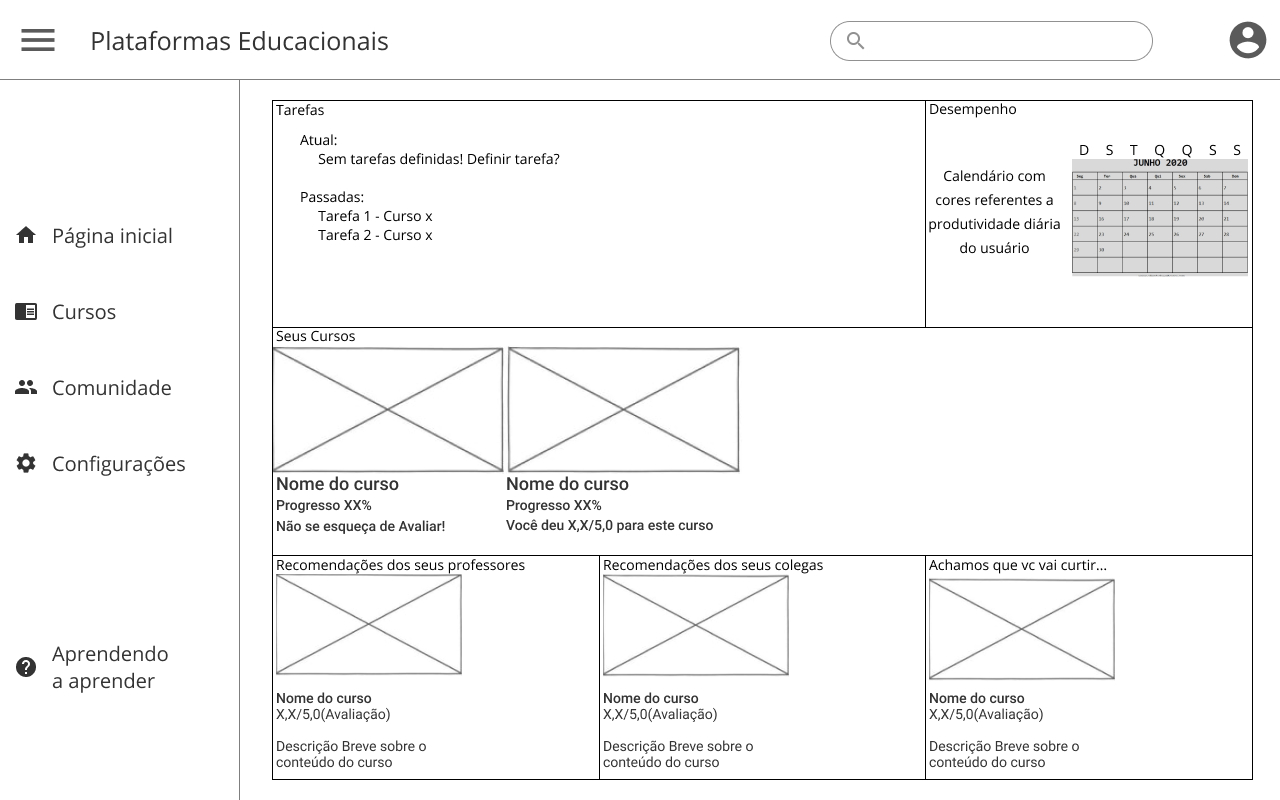 Plataformas Educacionais
Página inicial
Cursos
Comunidade
Configurações
Aprendendo
a aprender
Tarefas
Atual:
Sem tarefas definidas! Definir tarefa?
Passadas:
Tarefa 1 - Curso x
Tarefa 2 - Curso x
Desempenho
Calendário com
cores referentes a
produtividade diária
do usuário
D S T Q Q S S
JUNHO 2020
Seg Ter Qua Qui Sex Sáb Dom
1 2 3 4 5 6 7
8 9 10 11 12 13 14
15 16 17 18 19 20 21
22 23 24 25 26 27 28
29 30
Seus Cursos
Nome do curso
Progresso XX%
Não se esqueça de Avaliar!
Nome do curso
Progresso XX%
Você deu X,X/5,0 para este curso
Recomendações dos seus professores
Nome do curso
X,X/5,0(Avaliação)
Descrição Breve sobre o
conteúdo do curso
Recomendações dos seus colegas
Nome do curso
X,X/5,0(Avaliação)
Descrição Breve sobre o
conteúdo do curso
Achamos que vc vai curtir...
Nome do curso
X,X/5,0(Avaliação)
Descrição Breve sobre o
conteúdo do curso